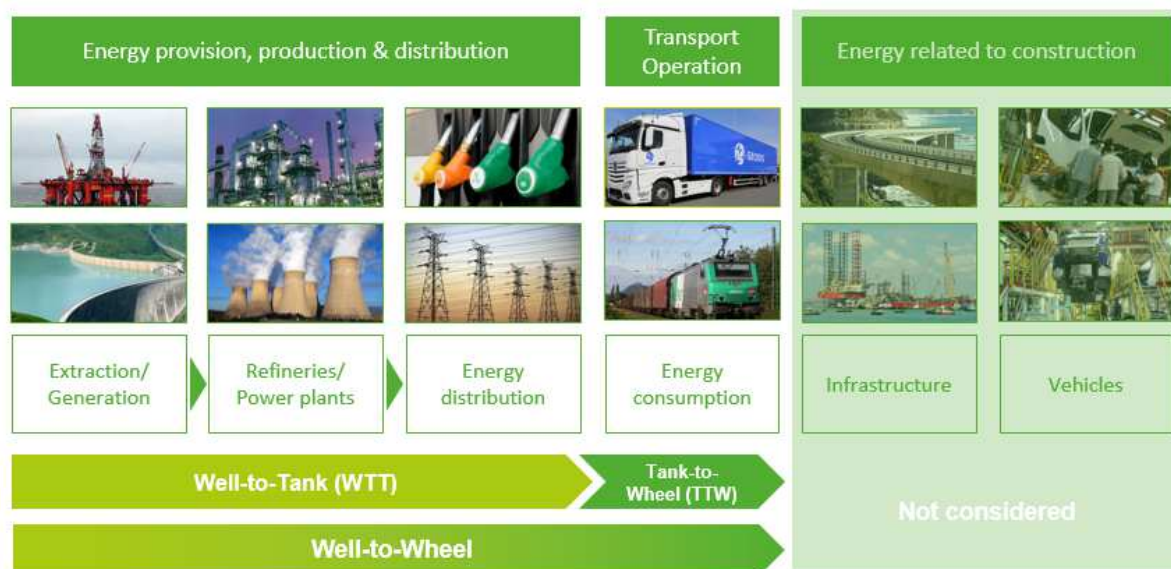 Energy provision, production & distribution
Transport
Operation
Energy related to construction
GEODIS
Extraction/
Generation
Refineries/
Power plants
Energy
distribution
Energy
consumption
Infrastructure
Vehicles
Well-to-Tank (WTT)
Tank-to-
Wheel (TTW)
Not considered
Well-to-Wheel